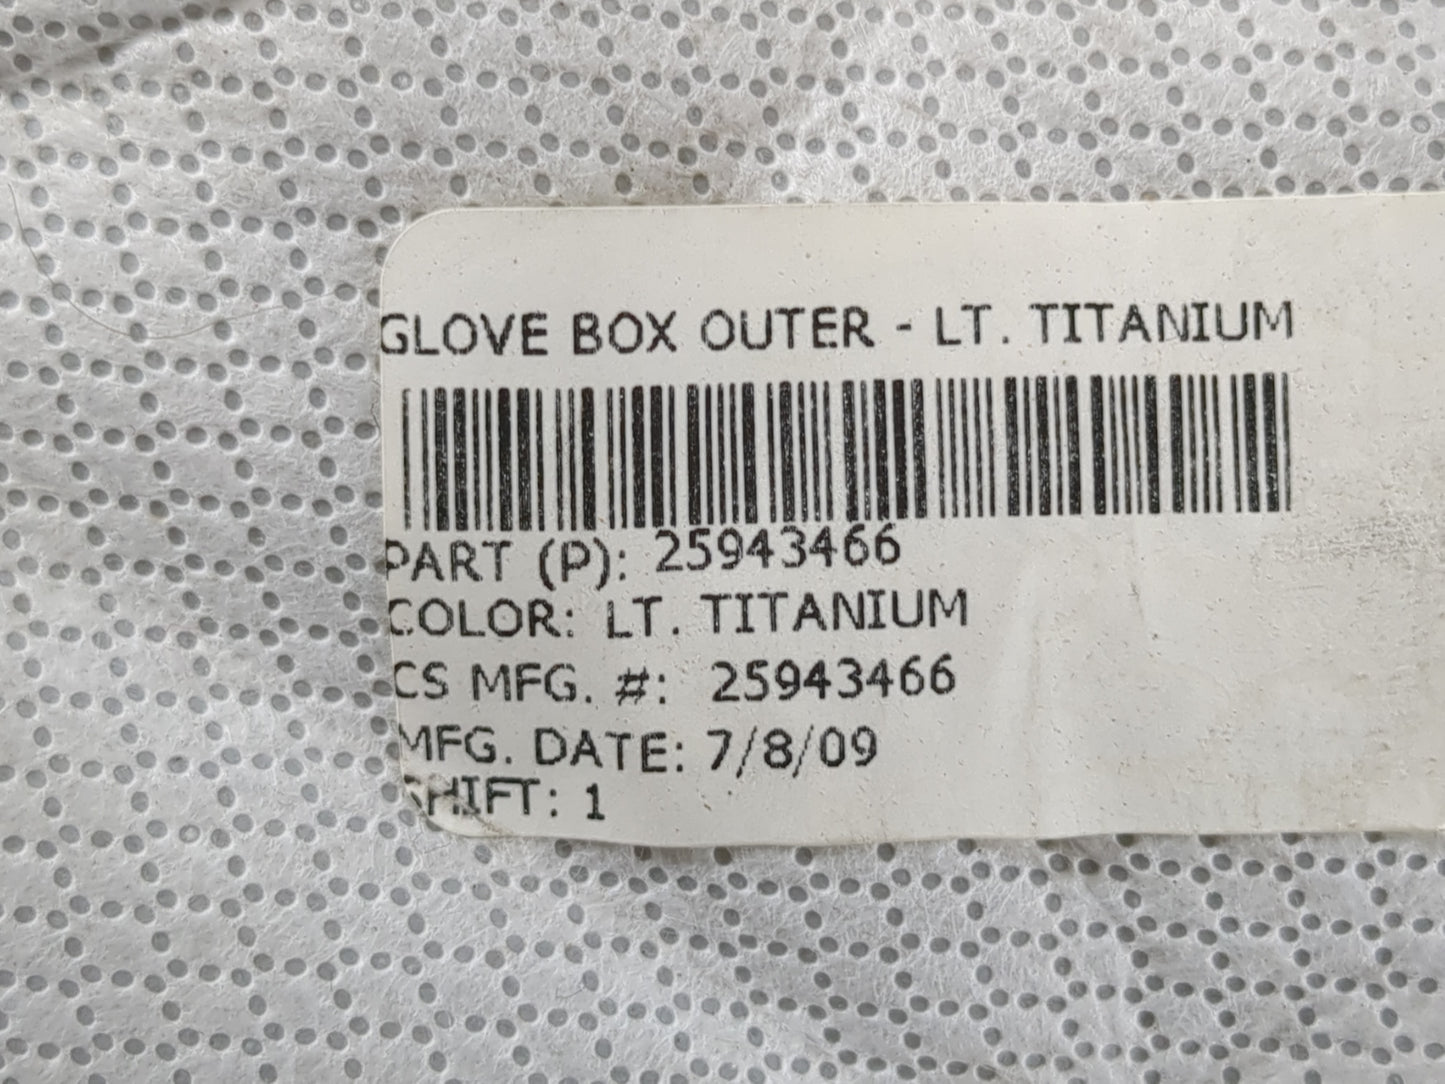 GLOVE BOX OUTER - LT. TITANIUM
PART (P): 25943466
COLOR: LT. TITANIUM
CS MFG. #: 25943466
MFG. DATE: 7/8/09
SHIFT: 1